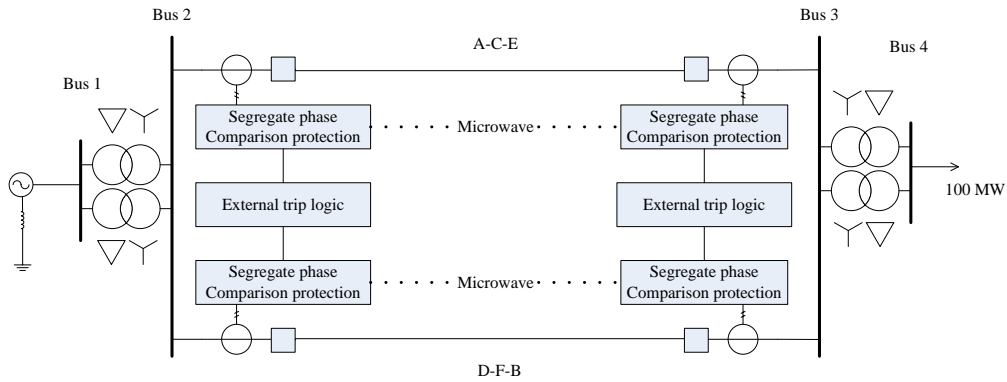 Bus 2
Bus 3
A-C-E
Bus 4
Bus 1
Segregate phase
Comparison protection
Microwave
Segregate phase
Comparison protection
External trip logic
External trip logic
100 MW
Segregate phase
Comparison protection
Microwave
Segregate phase
Comparison protection
D-F-B